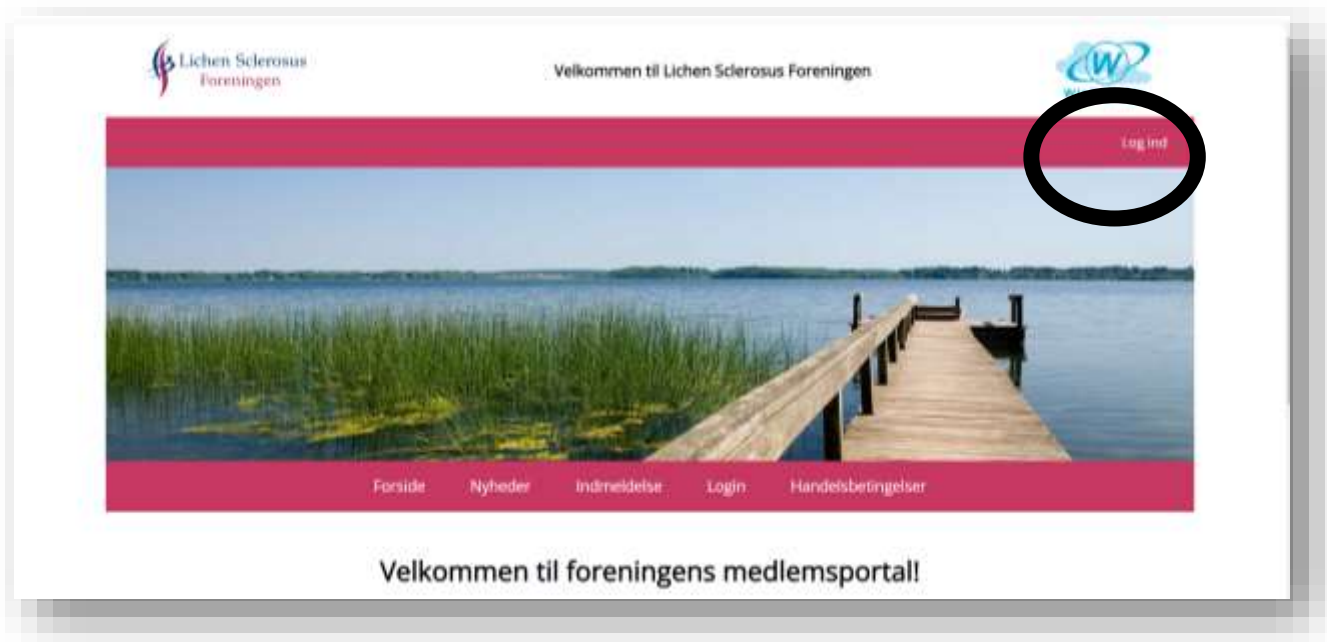 Lichen Sclerosus
Foreningen
Velkommen til Lichen Sclerosus Foreningen
W
Log ind
Forside Nyheder Indmeldelse Login Handelsbetingelser
Velkommen til foreningens medlemsportal!